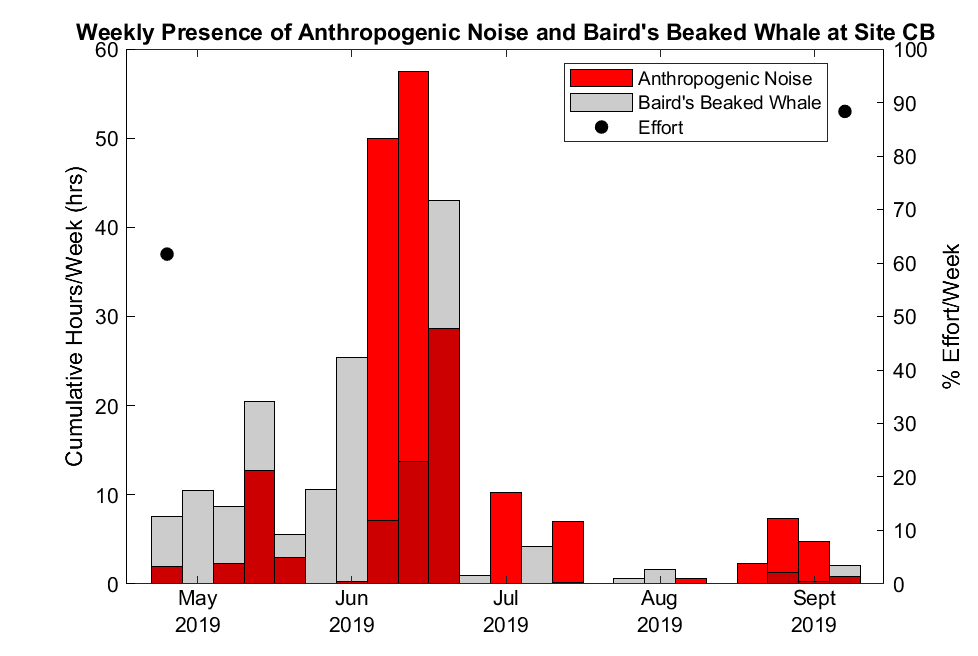 Weekly Presence of Anthropogenic Noise and Baird's Beaked Whale at Site CB
60
50
40
30
20
10
0
Cumulative Hours/Week (hrs)
Anthropogenic Noise
Baird's Beaked Whale
Effort
100
90
80
70
60
50
40
30
20
10
0
% Effort/Week
May Jun Jul Aug Sept
2019 2019 2019 2019 2019